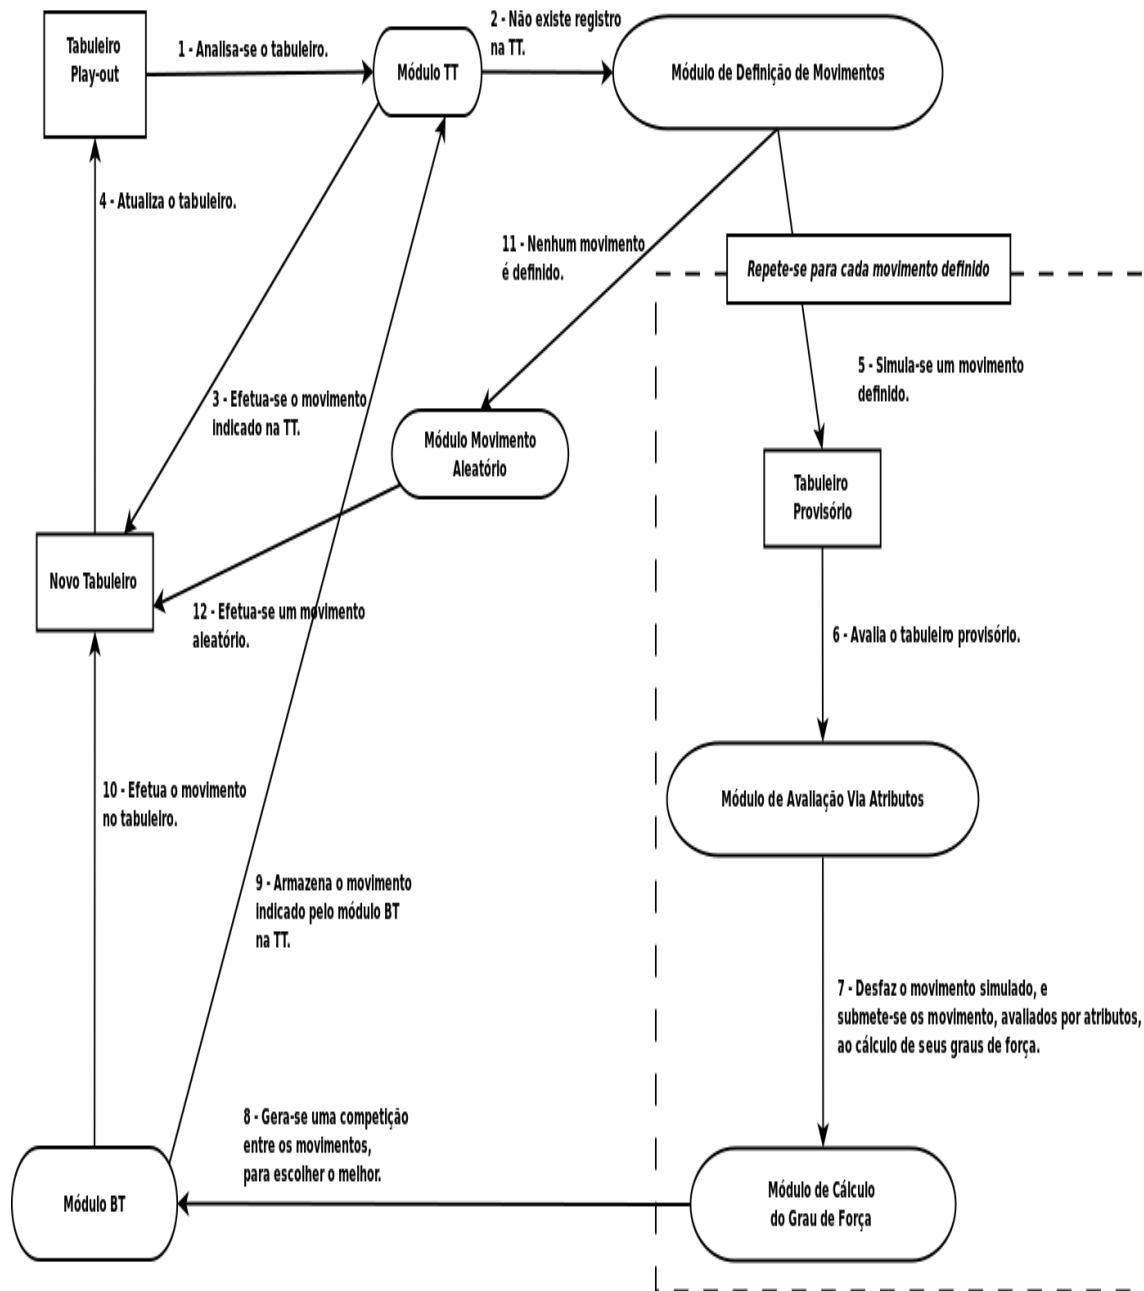 Tabuleiro
Play-out
1 - Analisa-se o tabuleiro.
Módulo TT
2 - Não existe registro
na TT.
Módulo de Definição de Movimentos
4 - Atualiza o tabuleiro.
11 - Nenhum movimento
é definido.
Repete-se para cada movimento definido
5 - Simula-se um movimento
definido.
3 - Efetua-se o movimento
indicado na TT.
Módulo Movimento
Aleatório
Tabuleiro
Provisório
Novo Tabuleiro
12 - Efetua-se um movimento
aleatório.
6 - Avalia o tabuleiro provisório.
10 - Efetua o movimento
no tabuleiro.
Módulo de Avaliação Via Atributos
9 - Armazena o movimento
indicado pelo módulo BT
na TT.
7 - Desfaz o movimento simulado, e
submete-se os movimento, avaliados por atributos,
ao cálculo de seus graus de força.
8 - Gera-se uma competição
entre os movimentos,
para escolher o melhor.
Módulo BT
Módulo de Cálculo
do Grau de Força